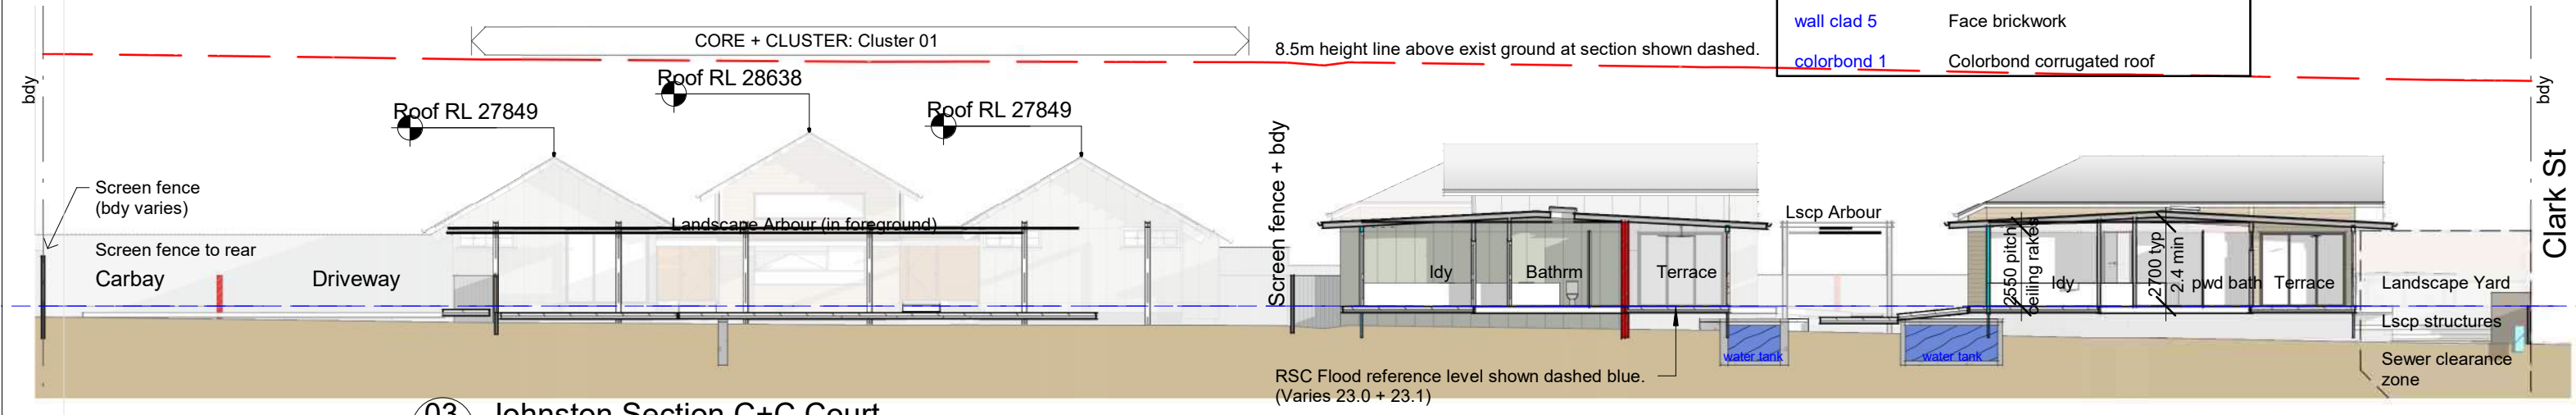 wall clad 5 Face brickwork
colorbond 1 Colorbond corrugated roof
CORE + CLUSTER: Cluster 01
8.5m height line above exist ground at section shown dashed.
bdy
bdy
Roof RL 28638
Roof RL 27849
Roof RL 27849
Screen fence + bdy
Clark St
Screen fence
(bdy varies)
Screen fence to rear
Landscape Arbour (in foreground)
Lscp Arbour
Carbay
Driveway
ldy
Bathrm
Terrace
2550 pitch
ceiling rakes
ldy
2700 typ
2.4 min
pwd bath
Terrace
Landscape Yard
Lscp structures
water tank
water tank
Sewer clearance
zone
RSC Flood reference level shown dashed blue.
(Varies 23.0 + 23.1)
03 Johnston Section C+C Court